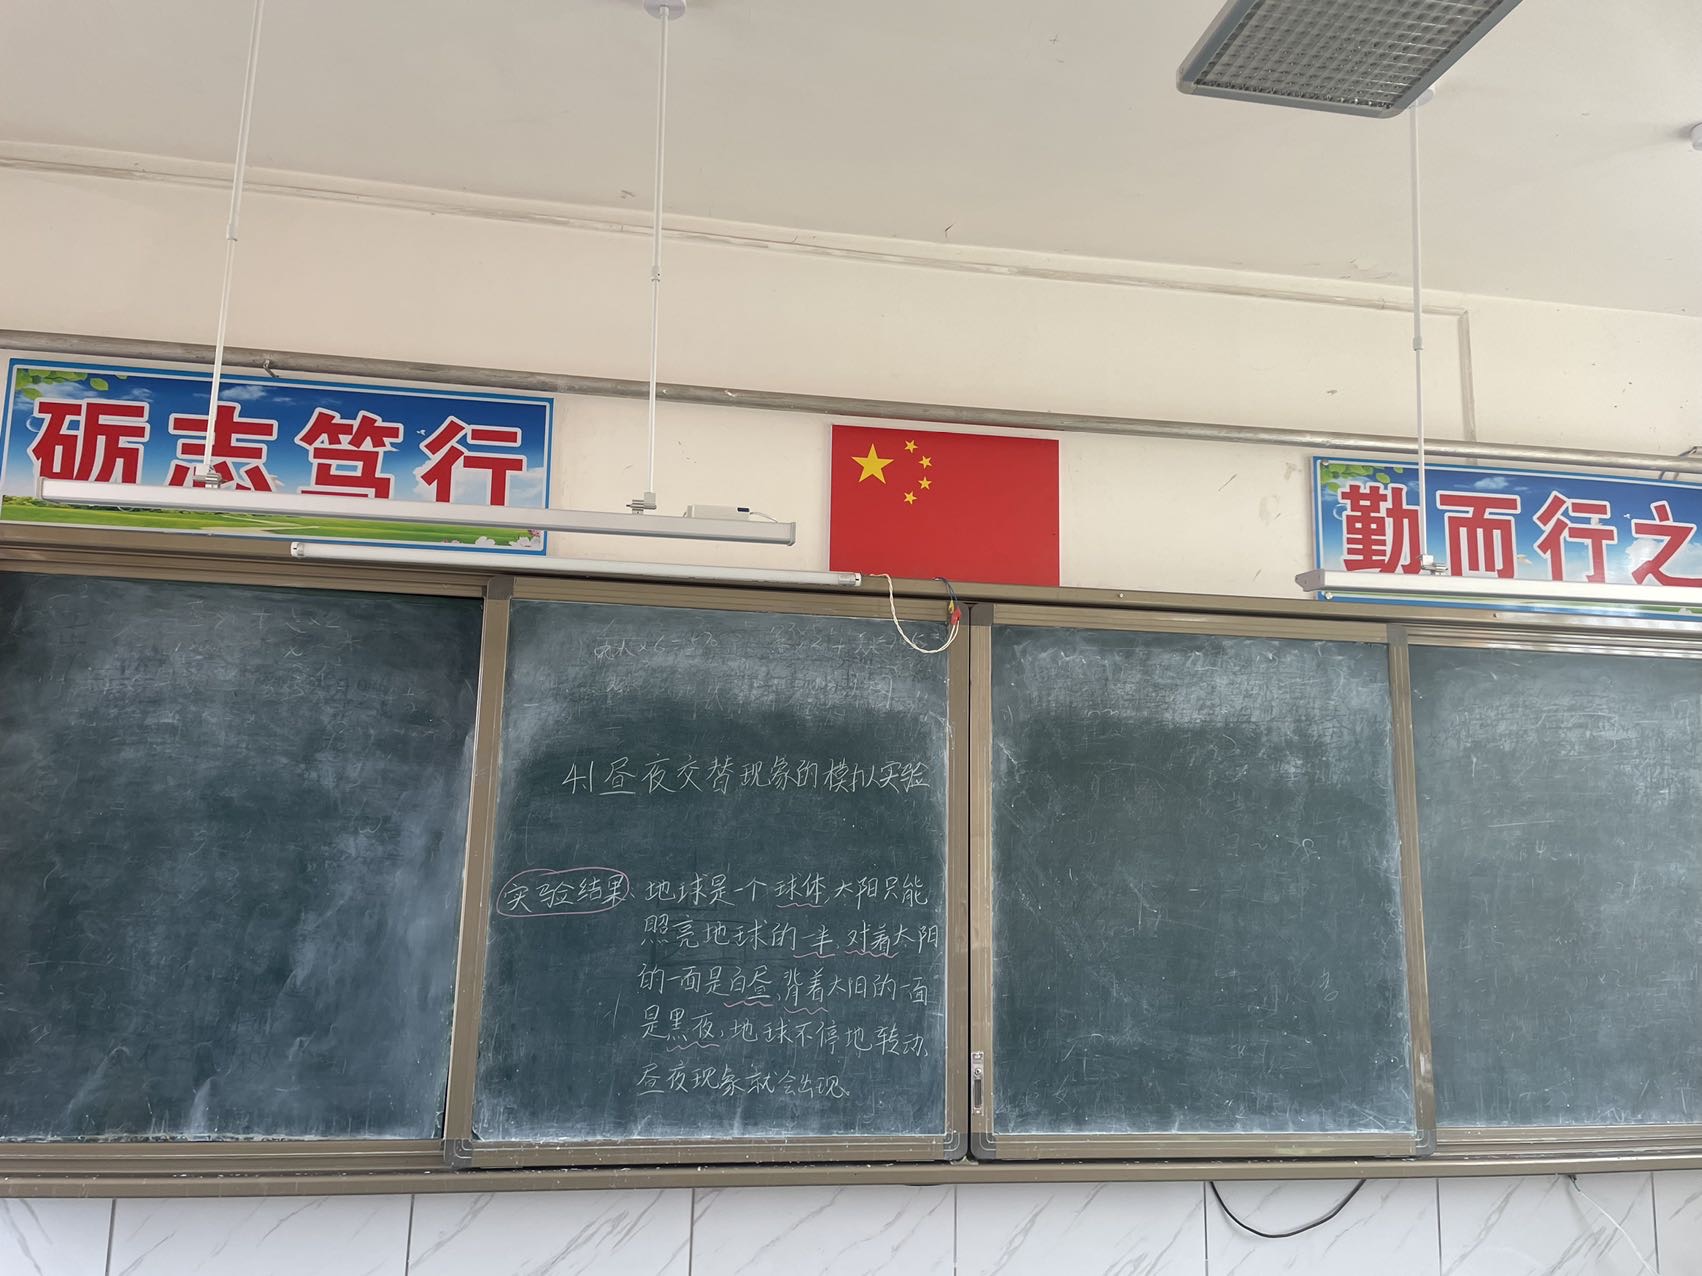 砺志笃行
勤而行之
4.1昼夜交替现象的模拟实验
实验结果:地球是一个球体,太阳只能
照亮地球的一半,对着太阳
的一面是白昼,背着太阳的一面
是黑夜,地球不停地转动,
昼夜现象就会出现。